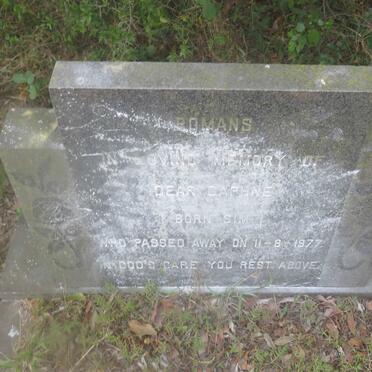 ROMANS
IN LOVING MEMORY OF
DEAR DAPHNE
BORN
WHO PASSED AWAY ON 11-8-1977
IN GOD'S CARE YOU REST ABOVE.